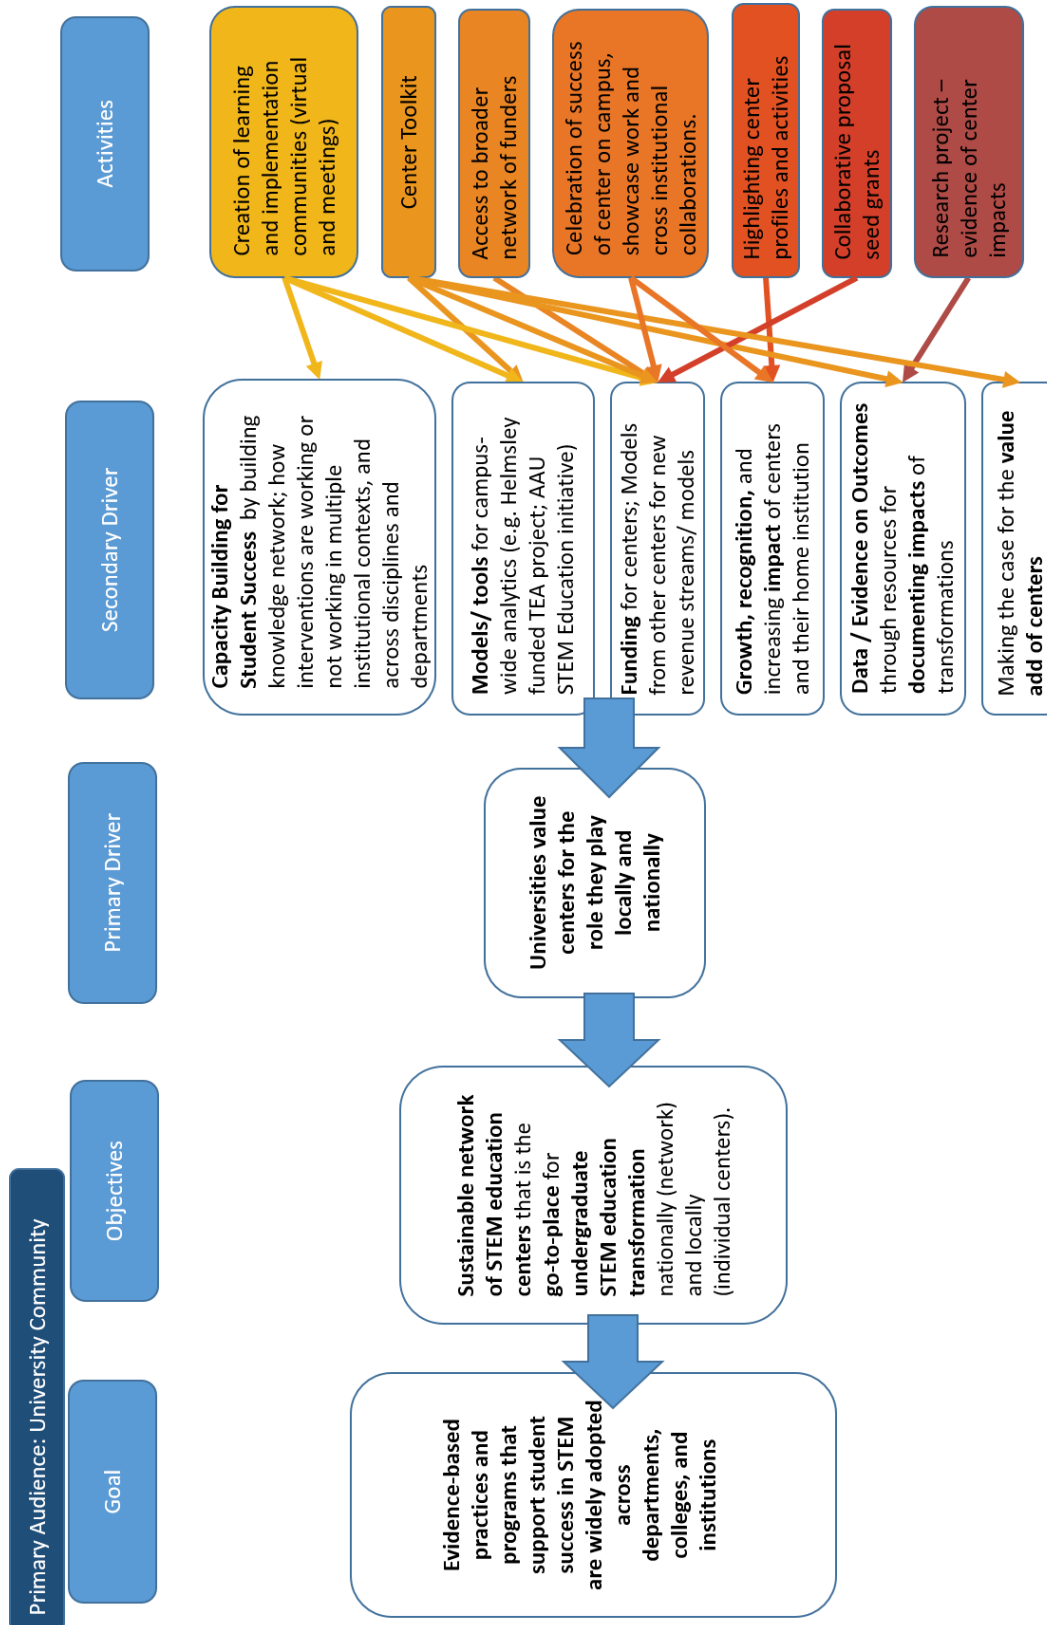 Primary Audience: University Community
Goal
Objectives
Primary Driver
Secondary Driver
Activities
Evidence-based
practices and
programs that
support student
success in STEM
are widely adopted
across
departments,
colleges, and
institutions
Sustainable network
of STEM education
centers that is the
go-to-place for
undergraduate
STEM education
transformation
nationally (network)
and locally
(individual centers).
Universities value
centers for the
role they play
locally and
nationally
Capacity Building for
Student Success by building
knowledge network; how
interventions are working or
not working in multiple
institutional contexts, and
across disciplines and
departments
Models/ tools for campus-
wide analytics (e.g. Helmsley
funded TEA project; AAU
STEM Education initiative)
Funding for centers; Models
from other centers for new
revenue streams/ models
Growth, recognition, and
increasing impact of centers
and their home institution
Data / Evidence on Outcomes
through resources for
documenting impacts of
transformations
Making the case for the value
add of centers
Creation of learning
and implementation
communities (virtual
and meetings)
Center Toolkit
Access to broader
network of funders
Celebration of success
of center on campus,
showcase work and
cross institutional
collaborations.
Highlighting center
profiles and activities
Collaborative proposal
seed grants
Research project –
evidence of center
impacts